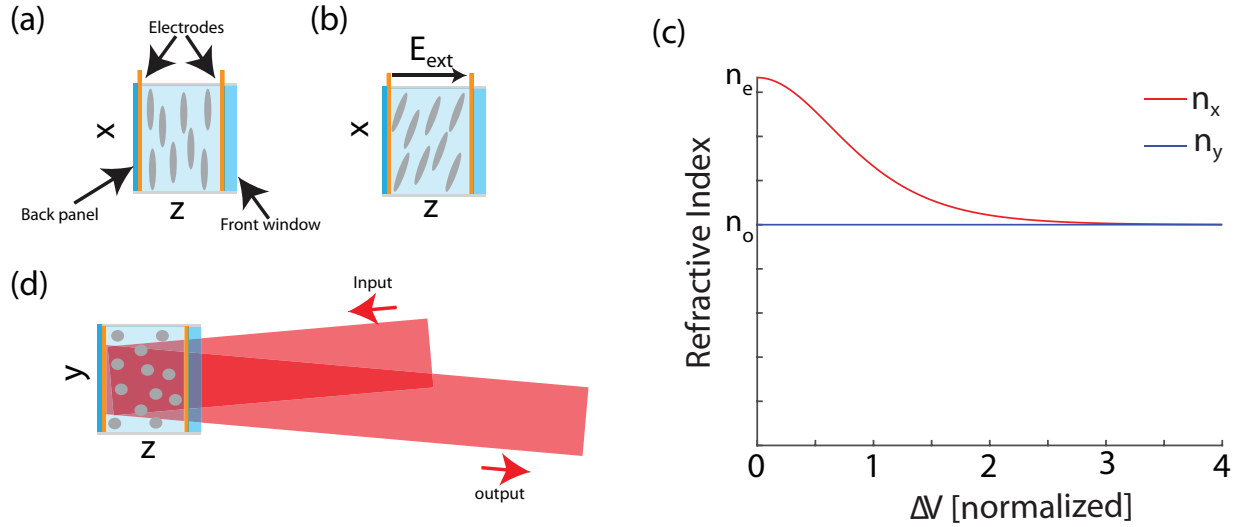 (a)
Electrodes
x
z
Back panel
Front window
(b)
E_ext
x
z
(c)
n_e
n_o
n_x
n_y
Refractive Index
0 1 2 3 4
ΔV [normalized]
(d)
Input
y
z
output